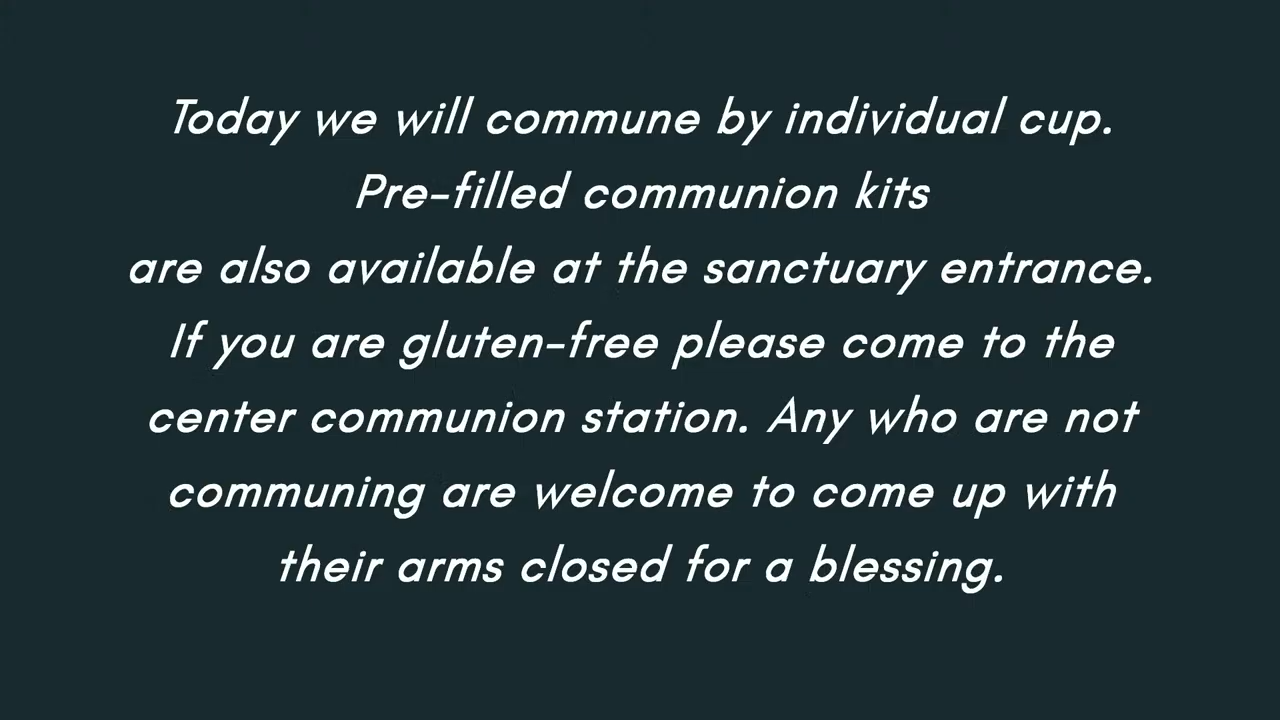 Today we will commune by individual cup.
Pre-filled communion kits
are also available at the sanctuary entrance.
If you are gluten-free please come to the
center communion station. Any who are not
communing are welcome to come up with
their arms closed for a blessing.